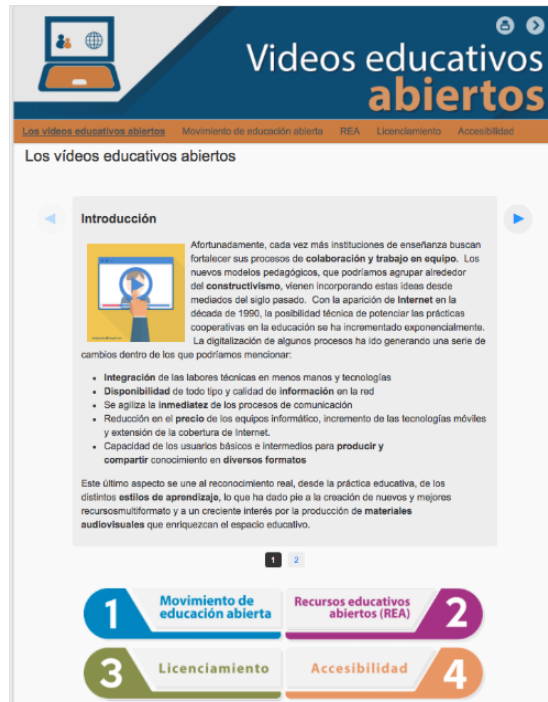 Videos educativos
abiertos
Los videos educativos abiertos Movimiento de educación abierta REA Licenciamiento Accesibilidad
Los vídeos educativos abiertos
Introducción
Afortunadamente, cada vez más instituciones de enseñanza buscan
fortalecer sus procesos de colaboración y trabajo en equipo. Los
nuevos modelos pedagógicos, que podríamos agrupar alrededor
del constructivismo, vienen incorporando estas ideas desde
mediados del siglo pasado. Con la aparición de Internet en la
década de 1990, la posibilidad técnica de potenciar las prácticas
cooperativas en la educación se ha incrementado exponencialmente.
La digitalización de algunos procesos ha ido generando una serie de
cambios dentro de los que podríamos mencionar:
• Integración de las labores técnicas en menos manos y tecnologías
• Disponibilidad de todo tipo y calidad de información en la red
• Se agiliza la inmediatez de los procesos de comunicación
• Reducción en el precio de los equipos informático, incremento de las tecnologías móviles
y extensión de la cobertura de Internet.
• Capacidad de los usuarios básicos e intermedios para producir y
compartir conocimiento en diversos formatos
Este último aspecto se une al reconocimiento real, desde la práctica educativa, de los
distintos estilos de aprendizaje, lo que ha dado pie a la creación de nuevos y mejores
recursosmultiformato y a un creciente interés por la producción de materiales
audiovisuales que enriquezcan el espacio educativo.
1 2
1 Movimiento de
educación abierta
Recursos educativos
abiertos (REA) 2
3 Licenciamiento
Accesibilidad 4